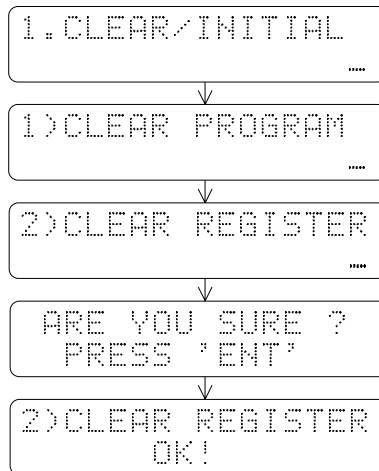 1.CLEAR/INITIAL
.....
1)CLEAR PROGRAM
.....
2)CLEAR REGISTER
.....
ARE YOU SURE ?
PRESS 'ENT'
2)CLEAR REGISTER
OK!